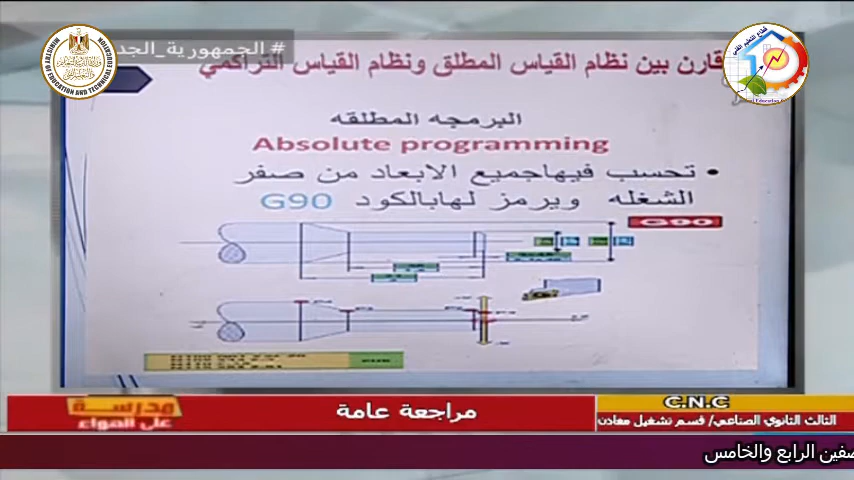 #الجمهورية_الجد
قارن بين نظام القياس المطلق ونظام القياس التراكمي
البرمجه المطلقه
Absolute programming
• تحسب فيهاجميع الابعاد من صفر
الشغله ويرمز لهابالكود G90
G90
مدرسة
على الهواء
مراجعة عامة
C.N.C
الثالث الثانوي الصناعي/ قسم تشغيل معادن
صفين الرابع والخامس